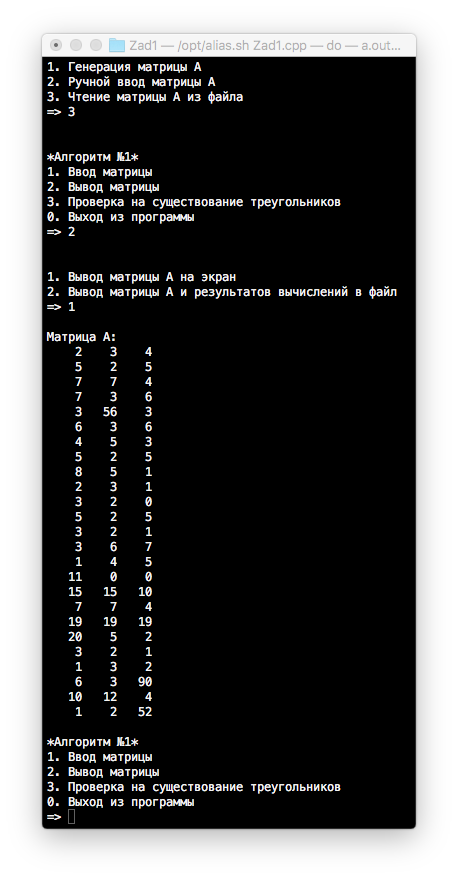 Zad1 — /opt/alias.sh Zad1.cpp — do — a.out...
1. Генерация матрицы A
2. Ручной ввод матрицы A
3. Чтение матрицы A из файла
=> 3
*Алгоритм №1*
1. Ввод матрицы
2. Вывод матрицы
3. Проверка на существование треугольников
0. Выход из программы
=> 2
1. Вывод матрицы A на экран
2. Вывод матрицы A и результатов вычислений в файл
=> 1
Матрица A:
2 3 4
5 2 5
7 7 4
7 3 6
3 56 3
6 3 6
4 5 3
5 2 5
8 5 1
2 3 1
3 2 0
5 2 5
3 2 1
3 6 7
1 4 5
11 0 0
15 15 10
7 7 4
19 19 19
20 5 2
3 2 1
1 3 2
6 3 90
10 12 4
1 2 52
*Алгоритм №1*
1. Ввод матрицы
2. Вывод матрицы
3. Проверка на существование треугольников
0. Выход из программы
=>